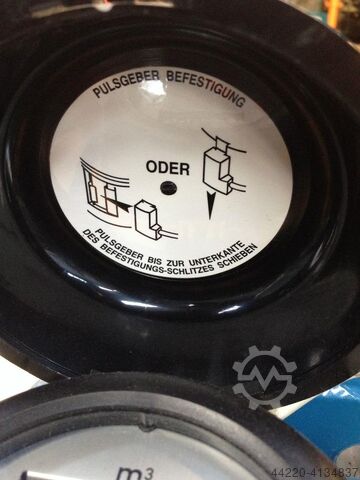 PULSGEBER BEFESTIGUNG
ODER
PULSGEBER BIS ZUR UNTERKANTE
DES BEFESTIGUNGS-SCHLITZES SCHIEBEN
m³
44220-4134837